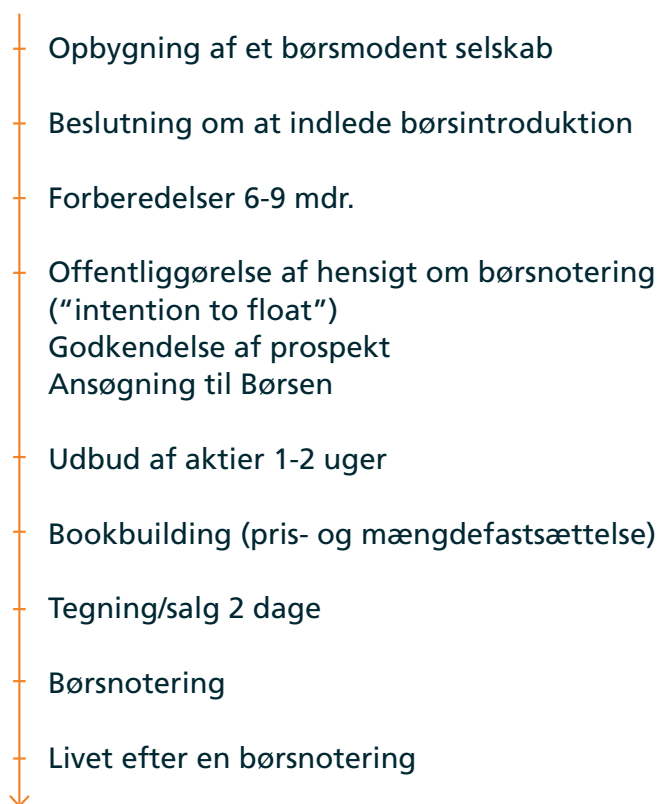 Opbygning af et børsmodent selskab
Beslutning om at indlede børsintroduktion
Forberedelser 6-9 mdr.
Offentliggørelse af hensigt om børsnotering
(“intention to float”)
Godkendelse af prospekt
Ansøgning til Børsen
Udbud af aktier 1-2 uger
Bookbuilding (pris- og mængdefastsættelse)
Tegning/salg 2 dage
Børsnotering
Livet efter en børsnotering